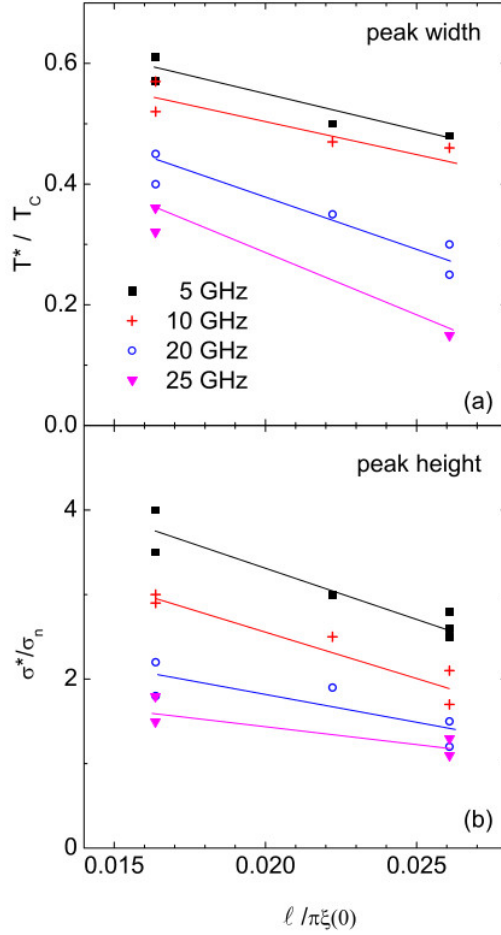 peak width
0.6
0.4
T* / T_C
5 GHz
10 GHz
0.2
20 GHz
25 GHz
(a)
0.0
peak height
4
σ*/σ_n
2
(b)
0
0.015
0.020
0.025
ℓ /πξ(0)